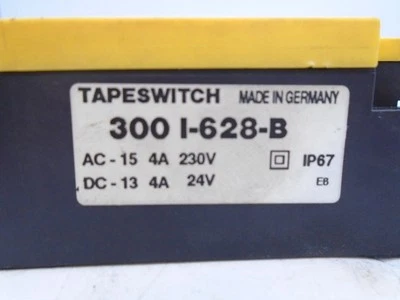 TAPESWITCH MADE IN GERMANY
300 I-628-B
AC - 15 4A 230V IP67
DC - 13 4A 24V EB